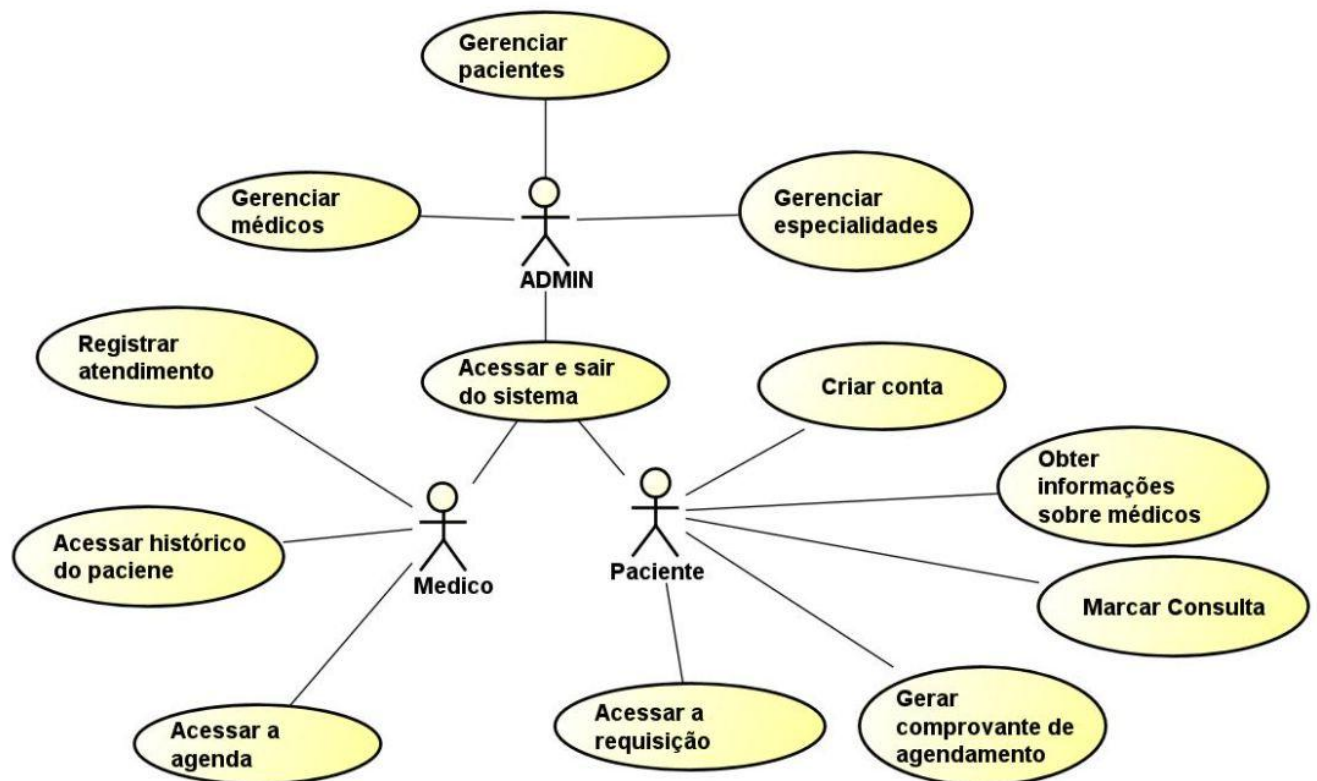 Gerenciar
pacientes
Gerenciar
médicos
Gerenciar
especialidades
ADMIN
Registrar
atendimento
Acessar e sair
do sistema
Criar conta
Obter
informações
sobre médicos
Acessar histórico
do paciene
Medico
Paciente
Marcar Consulta
Acessar a
agenda
Acessar a
requisição
Gerar
comprovante de
agendamento